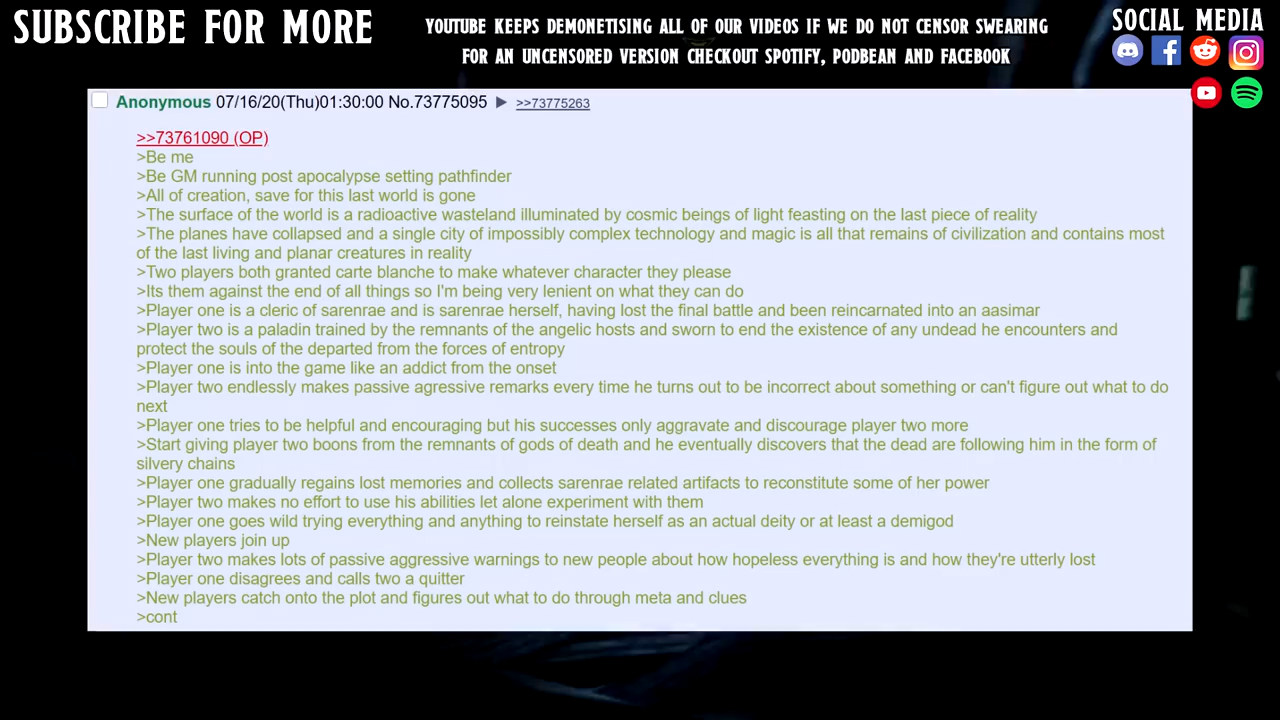 SUBSCRIBE FOR MORE
YOUTUBE KEEPS DEMONETISING ALL OF OUR VIDEOS IF WE DO NOT CENSOR SWEARING
FOR AN UNCENSORED VERSION CHECKOUT SPOTIFY, PODBEAN AND FACEBOOK
SOCIAL MEDIA
Anonymous 07/16/20(Thu)01:30:00 No.73775095 ▶ >>73775263
>>73761090 (OP)
>Be me
>Be GM running post apocalypse setting pathfinder
>All of creation, save for this last world is gone
>The surface of the world is a radioactive wasteland illuminated by cosmic beings of light feasting on the last piece of reality
>The planes have collapsed and a single city of impossibly complex technology and magic is all that remains of civilization and contains most
of the last living and planar creatures in reality
>Two players both granted carte blanche to make whatever character they please
>Its them against the end of all things so I'm being very lenient on what they can do
>Player one is a cleric of sarenrae and is sarenrae herself, having lost the final battle and been reincarnated into an aasimar
>Player two is a paladin trained by the remnants of the angelic hosts and sworn to end the existence of any undead he encounters and
protect the souls of the departed from the forces of entropy
>Player one is into the game like an addict from the onset
>Player two endlessly makes passive agressive remarks every time he turns out to be incorrect about something or can't figure out what to do
next
>Player one tries to be helpful and encouraging but his successes only aggravate and discourage player two more
>Start giving player two boons from the remnants of gods of death and he eventually discovers that the dead are following him in the form of
silvery chains
>Player one gradually regains lost memories and collects sarenrae related artifacts to reconstitute some of her power
>Player two makes no effort to use his abilities let alone experiment with them
>Player one goes wild trying everything and anything to reinstate herself as an actual deity or at least a demigod
>New players join up
>Player two makes lots of passive aggressive warnings to new people about how hopeless everything is and how they're utterly lost
>Player one disagrees and calls two a quitter
>New players catch onto the plot and figures out what to do through meta and clues
>cont